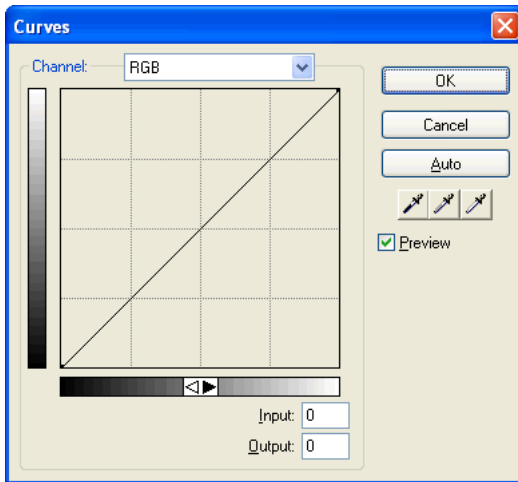 Curves
Channel: RGB
OK
Cancel
Auto
Preview
Input: 0
Output: 0